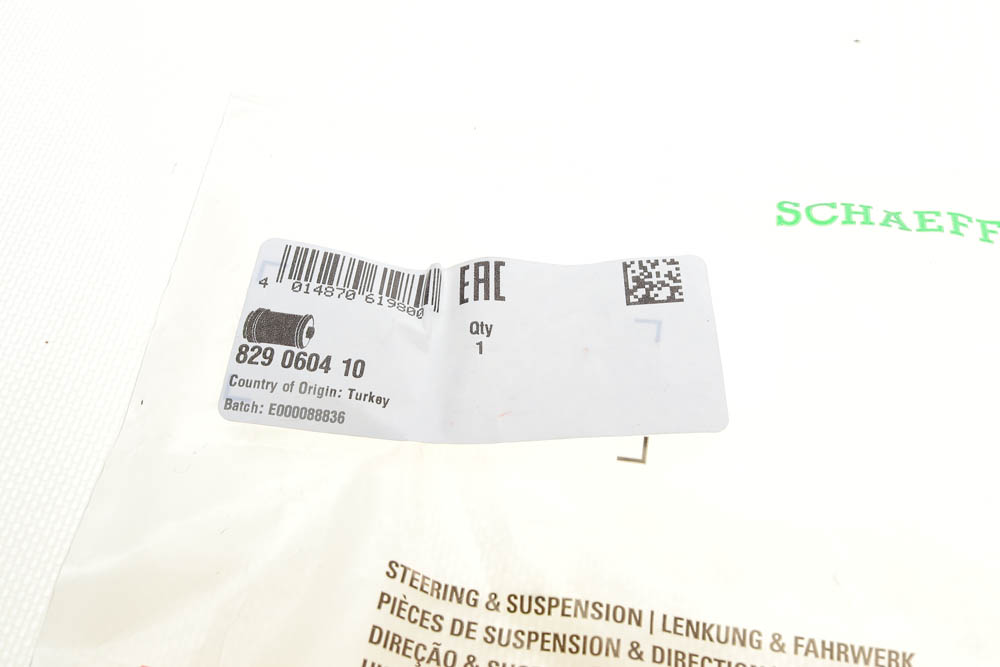 SCHAEFF
4 014870 619800
EAC
Qty
1
829 0604 10
Country of Origin: Turkey
Batch: E000088836
STEERING & SUSPENSION | LENKUNG & FAHRWERK
PIÈCES DE SUSPENSION & DIRECTION
DIREÇÃO &